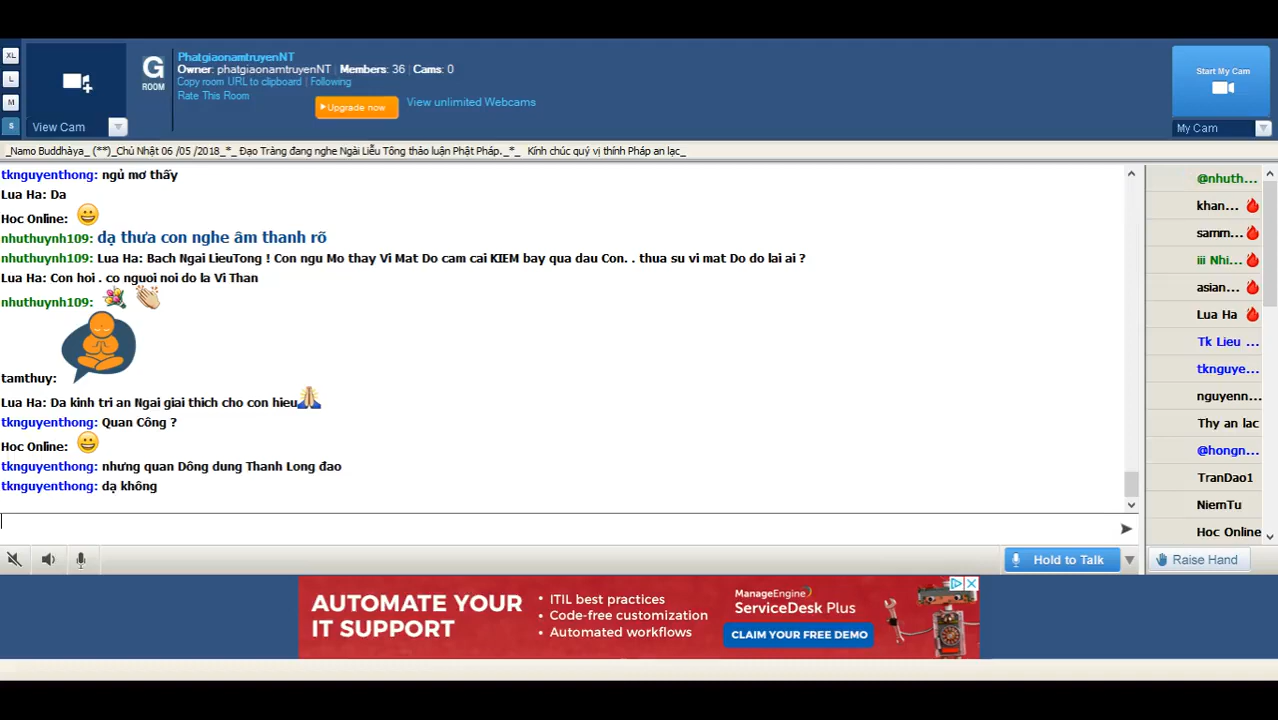 XL
L
M
S
View Cam
G
ROOM
PhatgiaonamtruyenNT
Owner: phatgiaonamtruyenNT | Members: 36 | Cams: 0
Copy room URL to clipboard | Following
Rate This Room
Upgrade now
View unlimited Webcams
Start My Cam
My Cam
_Namo Buddhàya_ (**)_Chủ Nhật 06 /05 /2018_*_ Đạo Tràng đang nghe Ngài Liễu Tông thảo luận Phật Pháp._*_ Kính chúc quý vị thính Pháp an lạc_
tknguyenthong: ngủ mơ thấy
Lua Ha: Da
Hoc Online:
nhuthuynh109: dạ thưa con nghe âm thanh rõ
nhuthuynh109: Lua Ha: Bach Ngai LieuTong ! Con ngu Mo thay Vi Mat Do cam cai KIEM bay qua dau Con. . thua su vi mat Do do lai ai ?
Lua Ha: Con hoi . co nguoi noi do la Vi Than
nhuthuynh109:
tamthuy:
Lua Ha: Da kinh tri an Ngai giai thich cho con hieu
tknguyenthong: Quan Công ?
Hoc Online:
tknguyenthong: nhưng quan Dông dung Thanh Long đao
tknguyenthong: dạ không
@nhuth...
khan...
samm...
iii Nhi...
asian...
Lua Ha
Tk Lieu ...
tknguye...
nguyenn...
Thy an lac
@hongn...
TranDao1
NiemTu
Hoc Online
Hold to Talk
Raise Hand
AUTOMATE YOUR
IT SUPPORT
• ITIL best practices
• Code-free customization
• Automated workflows
ManageEngine
ServiceDesk Plus
CLAIM YOUR FREE DEMO